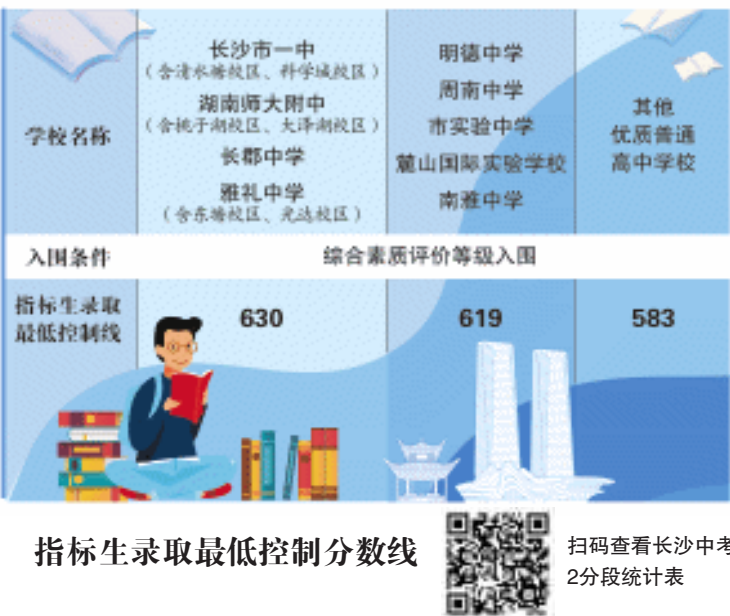 学校名称
长沙市一中
（含清水塘校区、科学城校区）
湖南师大附中
（含桃子湖校区、大泽湖校区）
长郡中学
雅礼中学
（含东塘校区、光达校区）
明德中学
周南中学
市实验中学
麓山国际实验学校
南雅中学
其他
优质普通
高中学校
入围条件
综合素质评价等级入围
指标生录取
最低控制线
630
619
583
指标生录取最低控制分数线
扫码查看长沙中考
2分段统计表